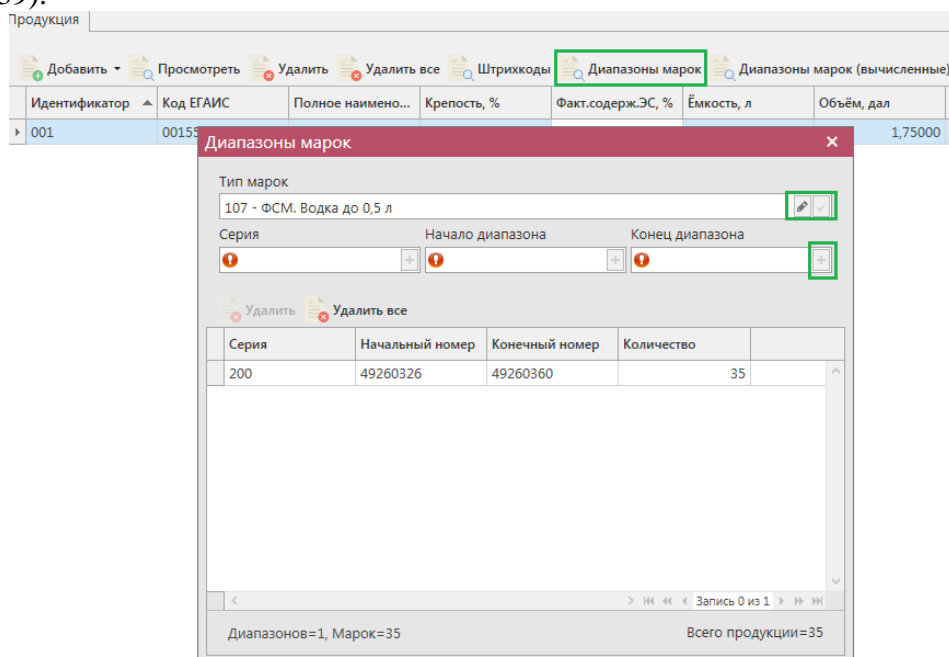 59).
Продукция
Добавить Просмотреть Удалить Удалить все Штрихкоды Диапазоны марок Диапазоны марок (вычисленные)
Идентификатор Код ЕГАИС Полное наимено... Крепость, % Факт.содерж.ЭС, % Ёмкость, л Объём, дал
001 00155 1,75000
Диапазоны марок
Тип марок
107 - ФСМ. Водка до 0,5 л
Серия Начало диапазона Конец диапазона
Удалить Удалить все
Серия Начальный номер Конечный номер Количество
200 49260326 49260360 35
Запись 0 из 1
Диапазонов=1, Марок=35 Всего продукции=35